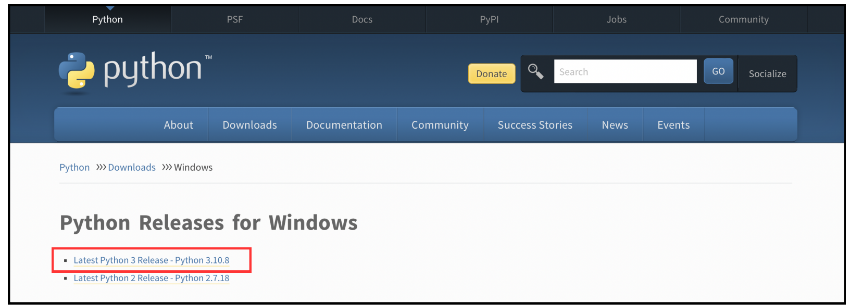 Python PSF Docs PyPI Jobs Community
python™
Donate Search GO Socialize
About Downloads Documentation Community Success Stories News Events
Python >>> Downloads >>> Windows
Python Releases for Windows
Latest Python 3 Release - Python 3.10.8
Latest Python 2 Release - Python 2.7.18